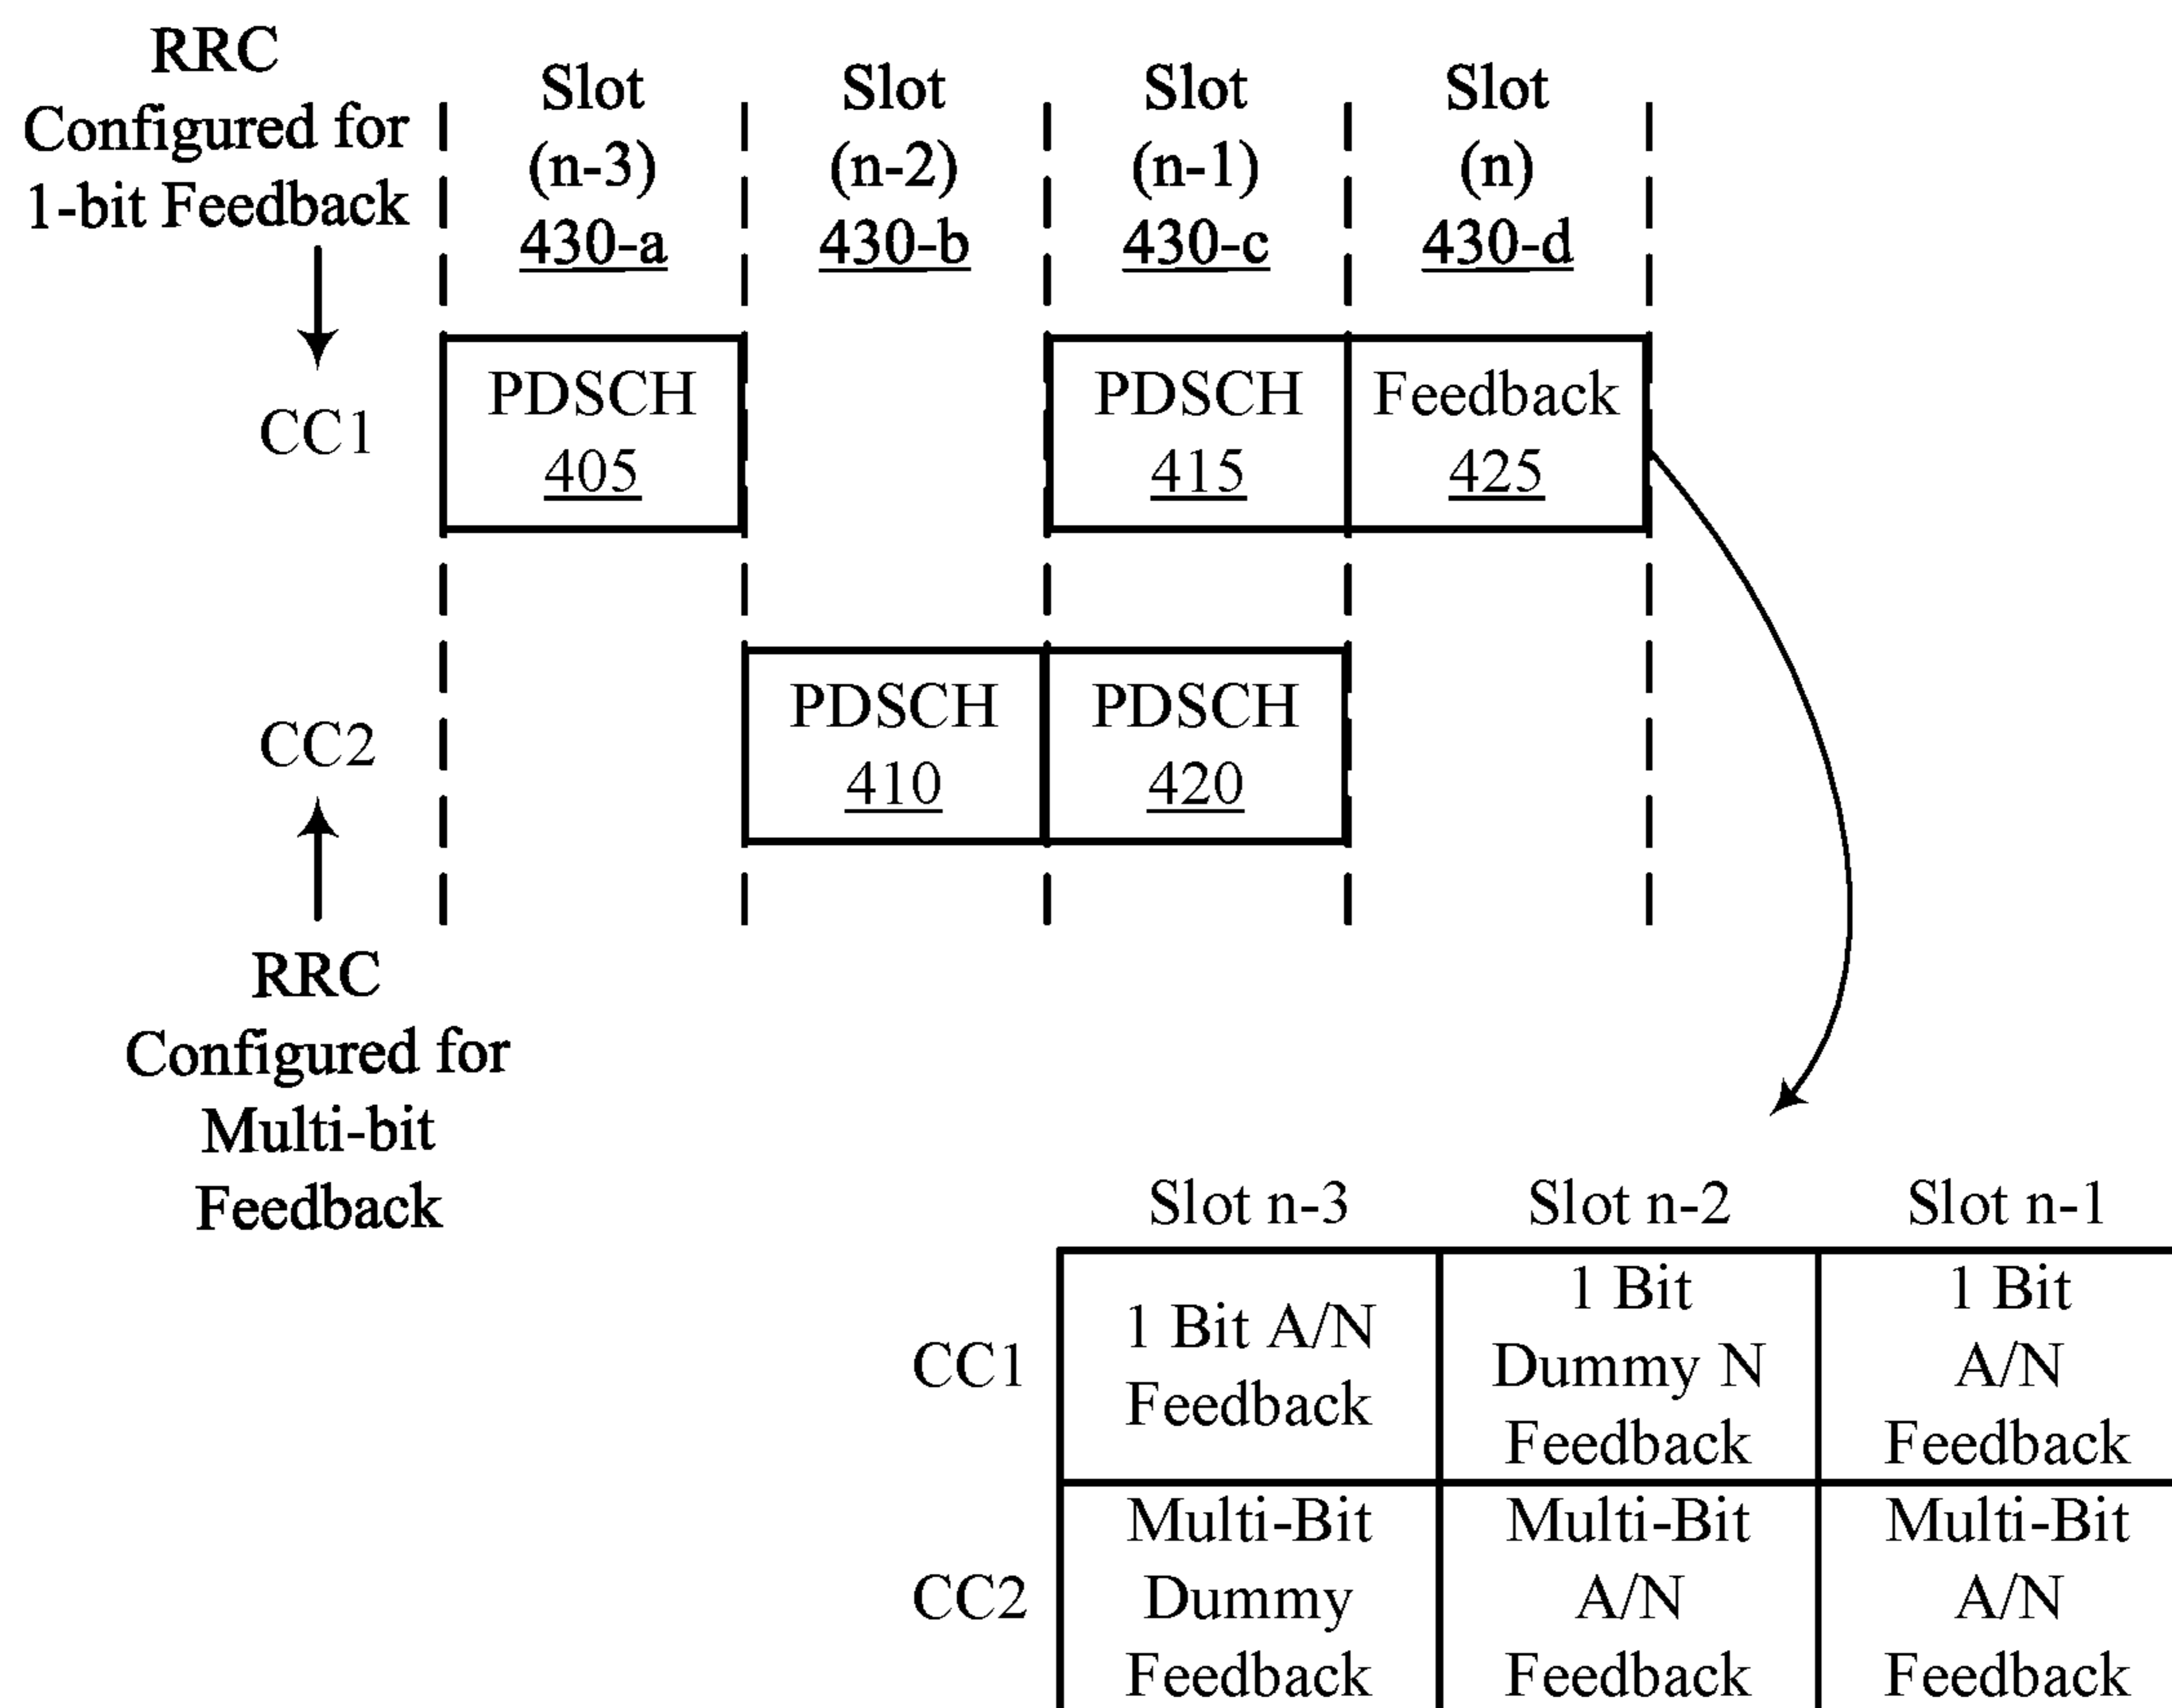 RRC
Configured for
1-bit Feedback
Slot
(n-3)
430-a
Slot
(n-2)
430-b
Slot
(n-1)
430-c
Slot
(n)
430-d
CC1
PDSCH
405
PDSCH
415
Feedback
425
CC2
PDSCH
410
PDSCH
420
RRC
Configured for
Multi-bit
Feedback
Slot n-3
Slot n-2
Slot n-1
CC1
1 Bit A/N
Feedback
1 Bit
Dummy N
Feedback
1 Bit
A/N
Feedback
CC2
Multi-Bit
Dummy
Feedback
Multi-Bit
A/N
Feedback
Multi-Bit
A/N
Feedback